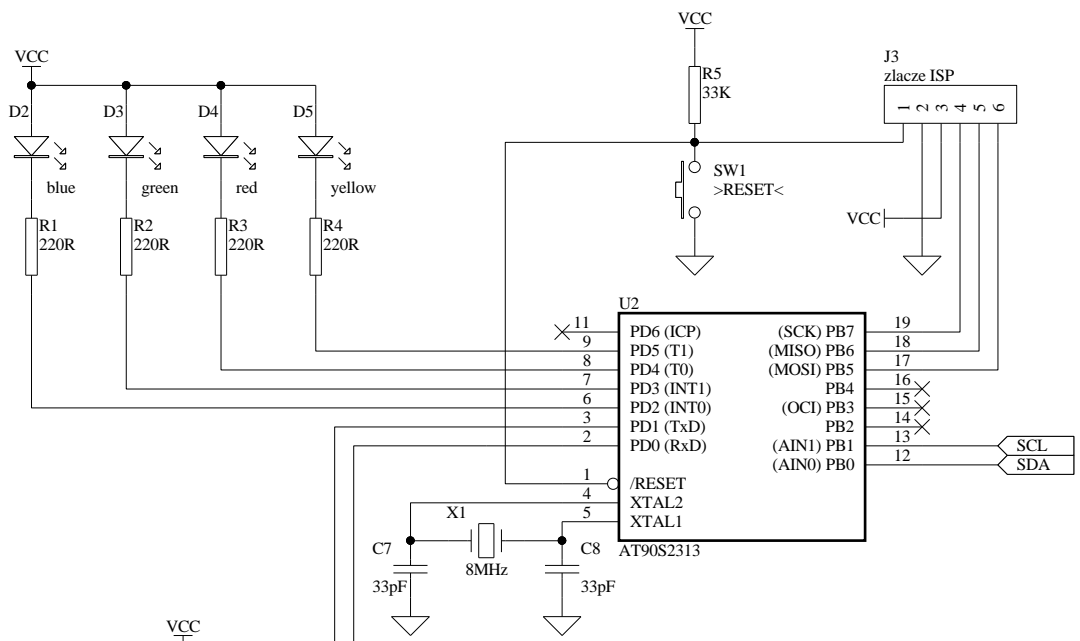 VCC
D2
D3
D4
D5
blue
green
red
yellow
R1
220R
R2
220R
R3
220R
R4
220R
VCC
R5
33K
SW1
>RESET<
J3
zlacze ISP
1 2 3 4 5 6
VCC
U2
11 PD6 (ICP)
9 PD5 (T1)
8 PD4 (T0)
7 PD3 (INT1)
6 PD2 (INT0)
3 PD1 (TxD)
2 PD0 (RxD)
1 /RESET
4 XTAL2
5 XTAL1
(SCK) PB7 19
(MISO) PB6 18
(MOSI) PB5 17
PB4 16
(OCI) PB3 15
PB2 14
(AIN1) PB1 13
(AIN0) PB0 12
SCL
SDA
AT90S2313
X1
8MHz
C7
33pF
C8
33pF
VCC